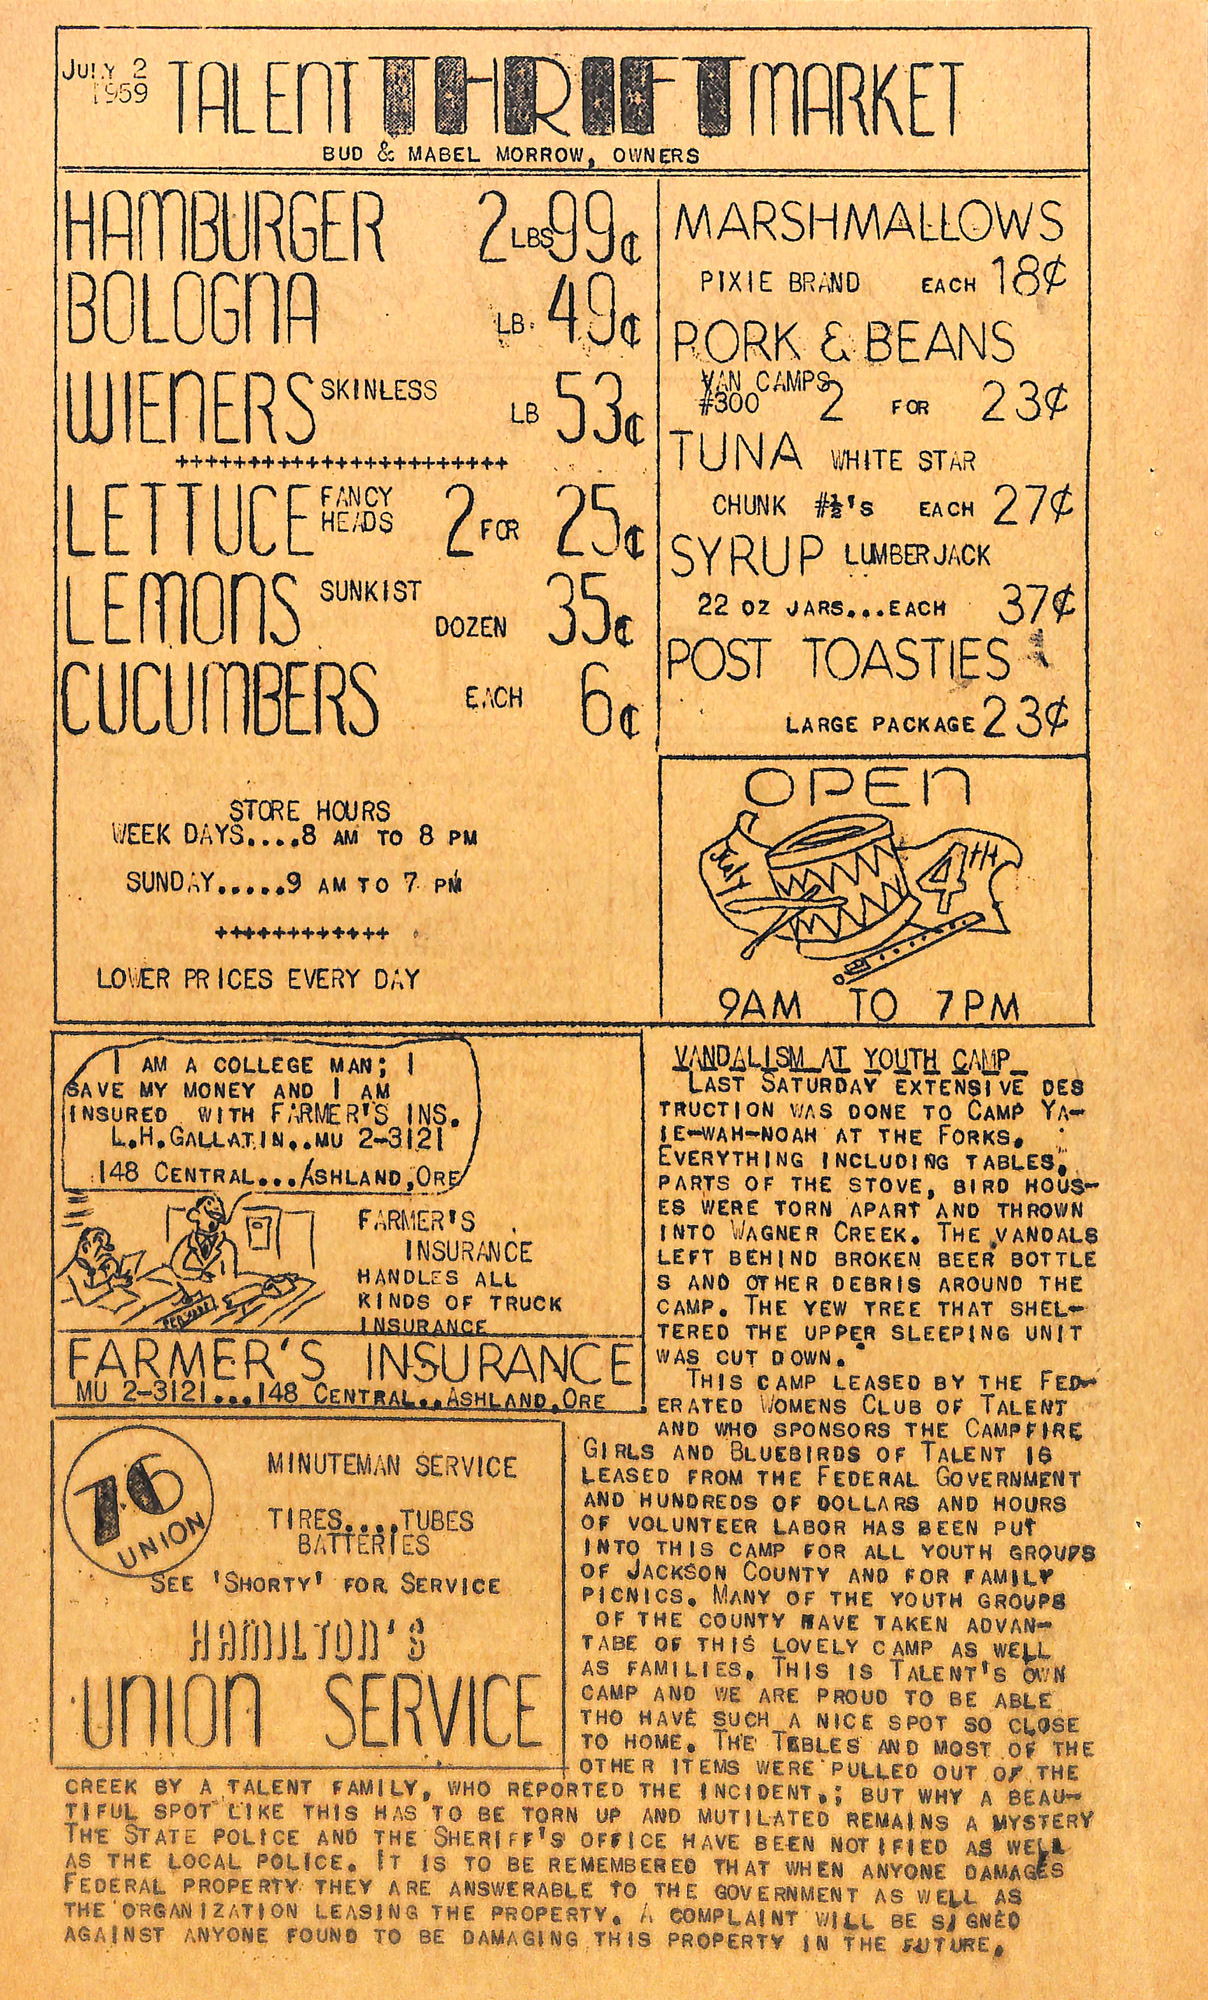 JULY 2
1959
TALENT THRIFT MARKET
BUD & MABEL MORROW, OWNERS
HAMBURGER 2 LBS 99¢
BOLOGNA LB. 49¢
WIENERS SKINLESS LB 53¢
+++++++++++++++++++++++
LETTUCE FANCY HEADS 2 FOR 25¢
LEMONS SUNKIST DOZEN 35¢
CUCUMBERS EACH 6¢
STORE HOURS
WEEK DAYS....8 AM TO 8 PM
SUNDAY.....9 AM TO 7 PM
++++++++++++
LOWER PRICES EVERY DAY
MARSHMALLOWS
PIXIE BRAND EACH 18¢
PORK & BEANS
VAN CAMPS
#300 2 FOR 23¢
TUNA WHITE STAR
CHUNK #½'S EACH 27¢
SYRUP LUMBERJACK
22 OZ JARS...EACH 37¢
POST TOASTIES
LARGE PACKAGE 23¢
OPEN
JULY
4TH
9AM TO 7PM
I AM A COLLEGE MAN; I
SAVE MY MONEY AND I AM
INSURED WITH FARMER'S INS.
L.H.GALLATIN..MU 2-3121
148 CENTRAL...ASHLAND,ORE
FARMER'S
INSURANCE
HANDLES ALL
KINDS OF TRUCK
INSURANCE
FARMER'S INSURANCE
MU 2-3121...148 CENTRAL..ASHLAND,ORE.
76
UNION
MINUTEMAN SERVICE
TIRES....TUBES
BATTERIES
SEE 'SHORTY' FOR SERVICE
HAMILTON'S
UNION SERVICE
VANDALISM AT YOUTH CAMP
LAST SATURDAY EXTENSIVE DES
TRUCTION WAS DONE TO CAMP YA-
IE-WAH-NOAH AT THE FORKS.
EVERYTHING INCLUDING TABLES,
PARTS OF THE STOVE, BIRD HOUS-
ES WERE TORN APART AND THROWN
INTO WAGNER CREEK. THE VANDALS
LEFT BEHIND BROKEN BEER BOTTLE
S AND OTHER DEBRIS AROUND THE
CAMP. THE YEW TREE THAT SHEL-
TERED THE UPPER SLEEPING UNIT
WAS CUT DOWN.
THIS CAMP LEASED BY THE FED-
ERATED WOMENS CLUB OF TALENT
AND WHO SPONSORS THE CAMPFIRE
GIRLS AND BLUEBIRDS OF TALENT IS
LEASED FROM THE FEDERAL GOVERNMENT
AND HUNDREDS OF DOLLARS AND HOURS
OF VOLUNTEER LABOR HAS BEEN PUT
INTO THIS CAMP FOR ALL YOUTH GROUPS
OF JACKSON COUNTY AND FOR FAMILY
PICNICS. MANY OF THE YOUTH GROUPS
OF THE COUNTY HAVE TAKEN ADVAN-
TABE OF THIS LOVELY CAMP AS WELL
AS FAMILIES. THIS IS TALENT'S OWN
CAMP AND WE ARE PROUD TO BE ABLE
THO HAVE SUCH A NICE SPOT SO CLOSE
TO HOME. THE TEBLES AND MOST OF THE
OTHER ITEMS WERE PULLED OUT OF THE
CREEK BY A TALENT FAMILY, WHO REPORTED THE INCIDENT.; BUT WHY A BEAU-
TIFUL SPOT LIKE THIS HAS TO BE TORN UP AND MUTILATED REMAINS A MYSTERY
THE STATE POLICE AND THE SHERIFF'S OFFICE HAVE BEEN NOTIFIED AS WELL
AS THE LOCAL POLICE. IT IS TO BE REMEMBERED THAT WHEN ANYONE DAMAGES
FEDERAL PROPERTY THEY ARE ANSWERABLE TO THE GOVERNMENT AS WELL AS
THE ORGANIZATION LEASING THE PROPERTY. A COMPLAINT WILL BE SIGNED
AGAINST ANYONE FOUND TO BE DAMAGING THIS PROPERTY IN THE FUTURE.